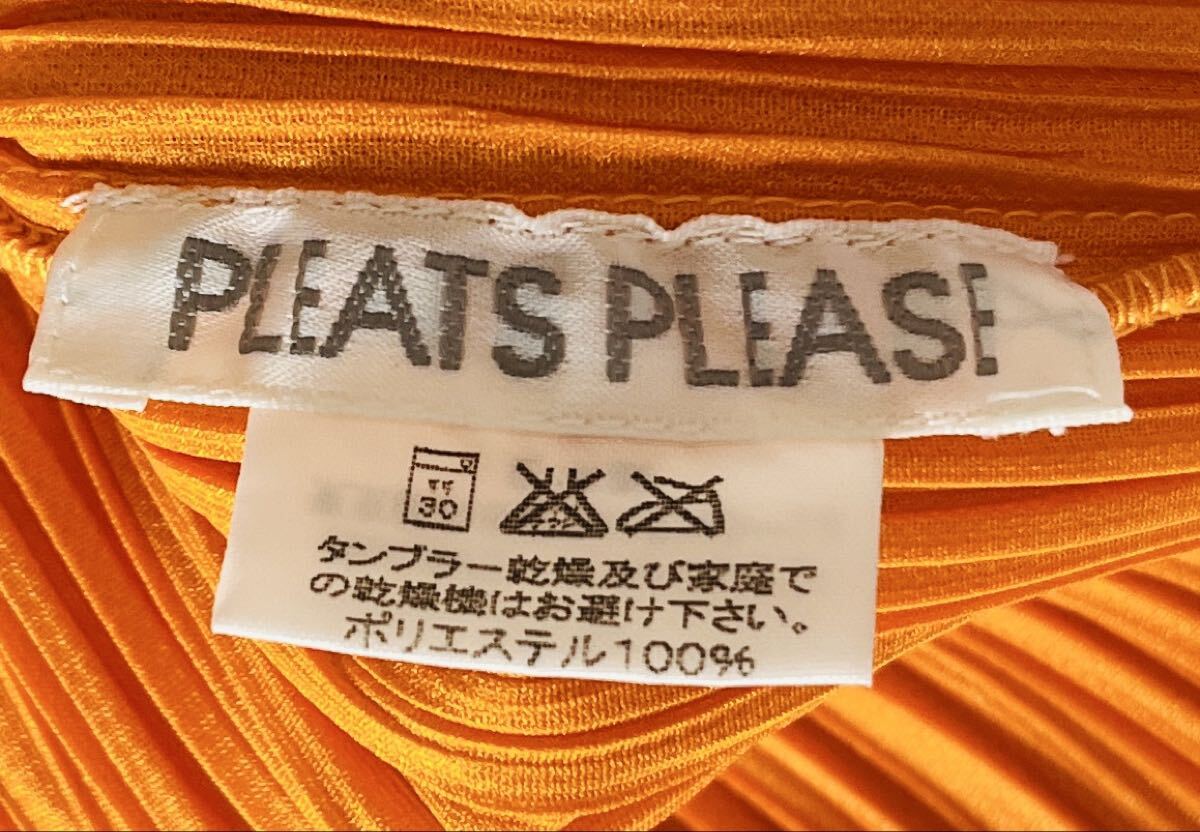 PLEATS PLEASE
30
タンブラー乾燥及び家庭で
の乾燥機はお避け下さい。
ポリエステル100%